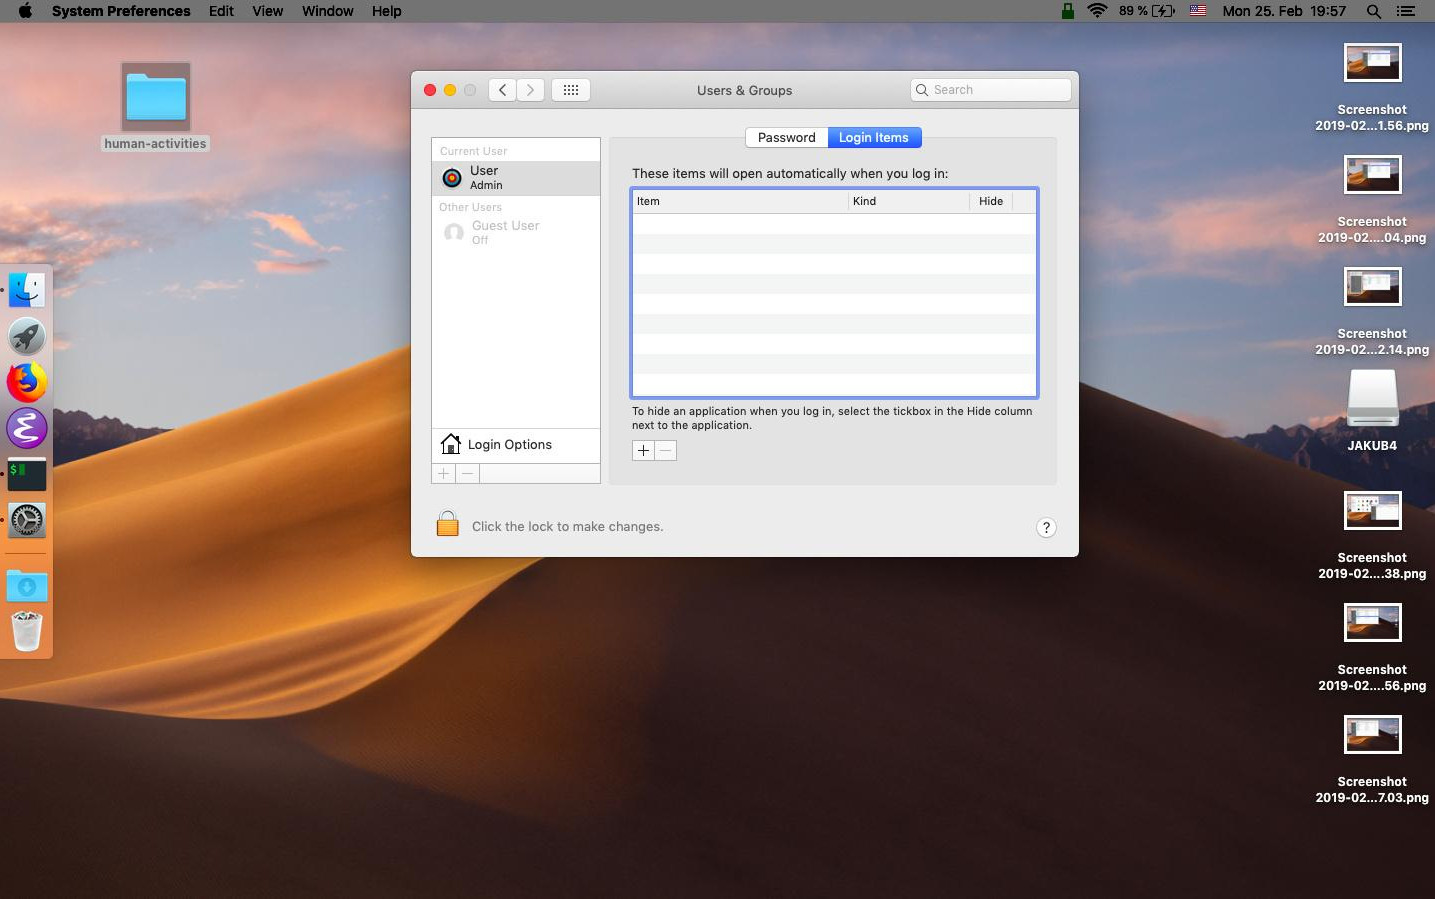 System Preferences Edit View Window Help
89 % Mon 25. Feb 19:57
human-activities
Users & Groups
Search
Current User
User
Admin
Other Users
Guest User
Off
Login Options
Password Login Items
These items will open automatically when you log in:
Item Kind Hide
To hide an application when you log in, select the tickbox in the Hide column
next to the application.
Click the lock to make changes.
?
$
Screenshot
2019-02...1.56.png
Screenshot
2019-02....04.png
Screenshot
2019-02...2.14.png
JAKUB4
Screenshot
2019-02....38.png
Screenshot
2019-02....56.png
Screenshot
2019-02...7.03.png